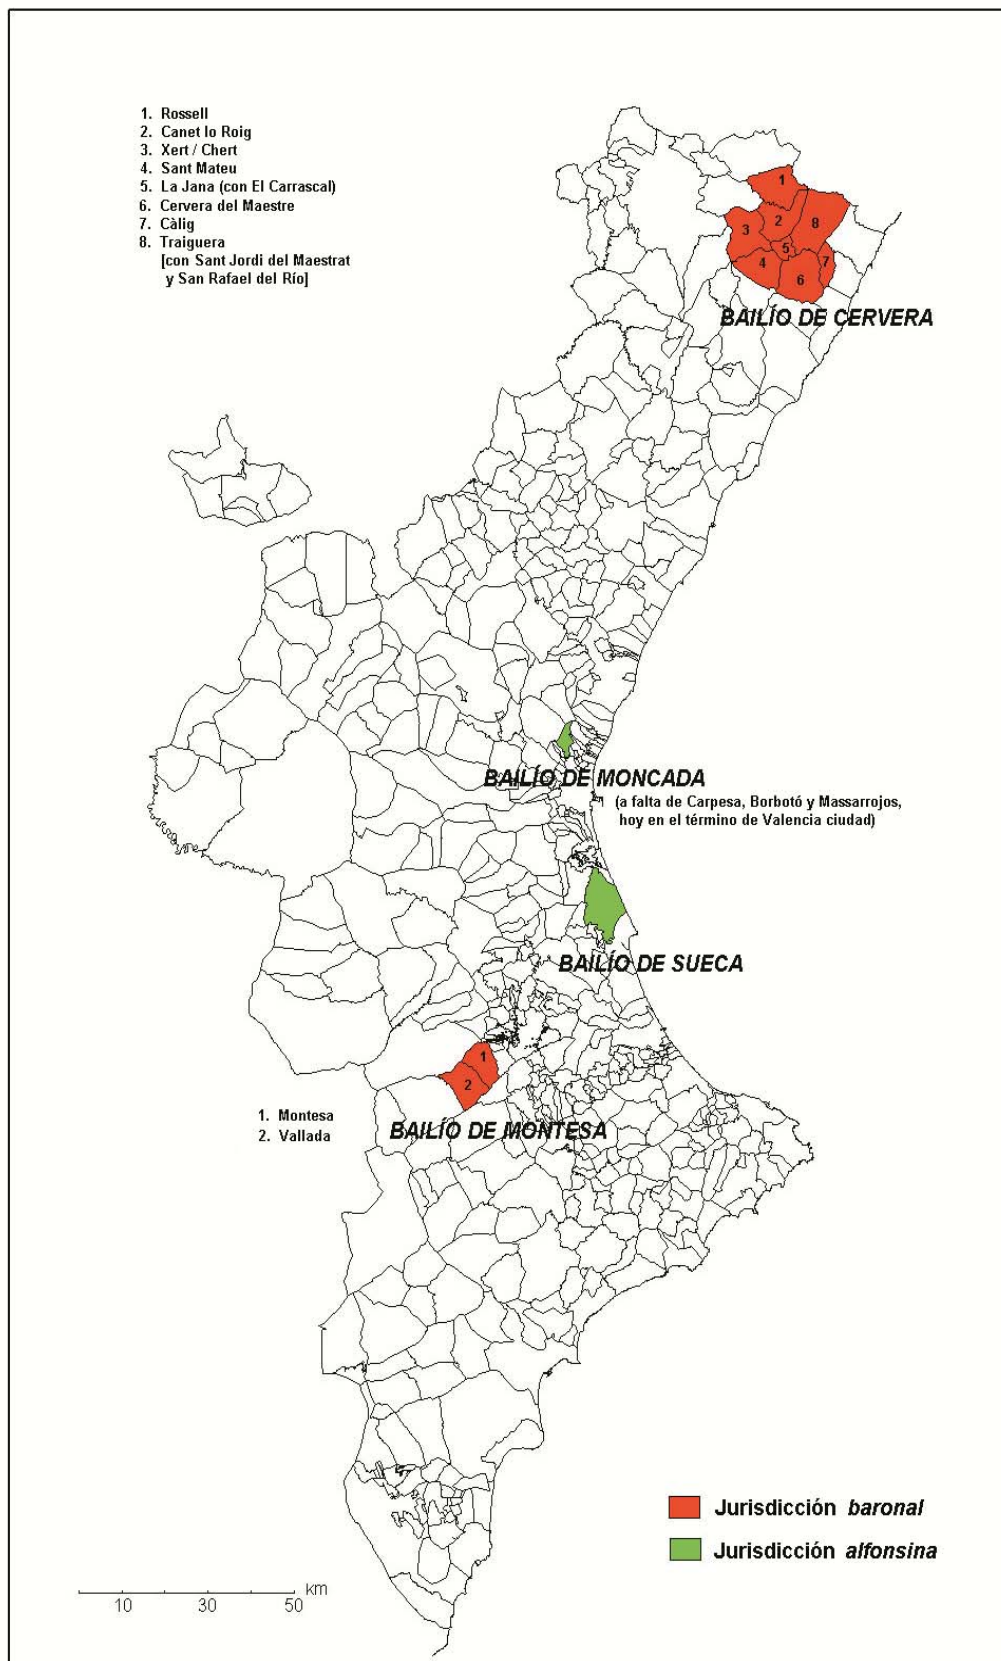 1. Rossell
2. Canet lo Roig
3. Xert / Chert
4. Sant Mateu
5. La Jana (con El Carrascal)
6. Cervera del Maestre
7. Càlig
8. Traiguera
[con Sant Jordi del Maestrat
y San Rafael del Río]
1
2
8
3
5
4
7
6
BAILÍO DE CERVERA
BAILÍO DE MONCADA
(a falta de Carpesa, Borbotó y Massarrojos,
hoy en el término de Valencia ciudad)
BAILÍO DE SUECA
1
2
1. Montesa
2. Vallada
BAILÍO DE MONTESA
Jurisdicción baronal
Jurisdicción alfonsina
km
10 30 50